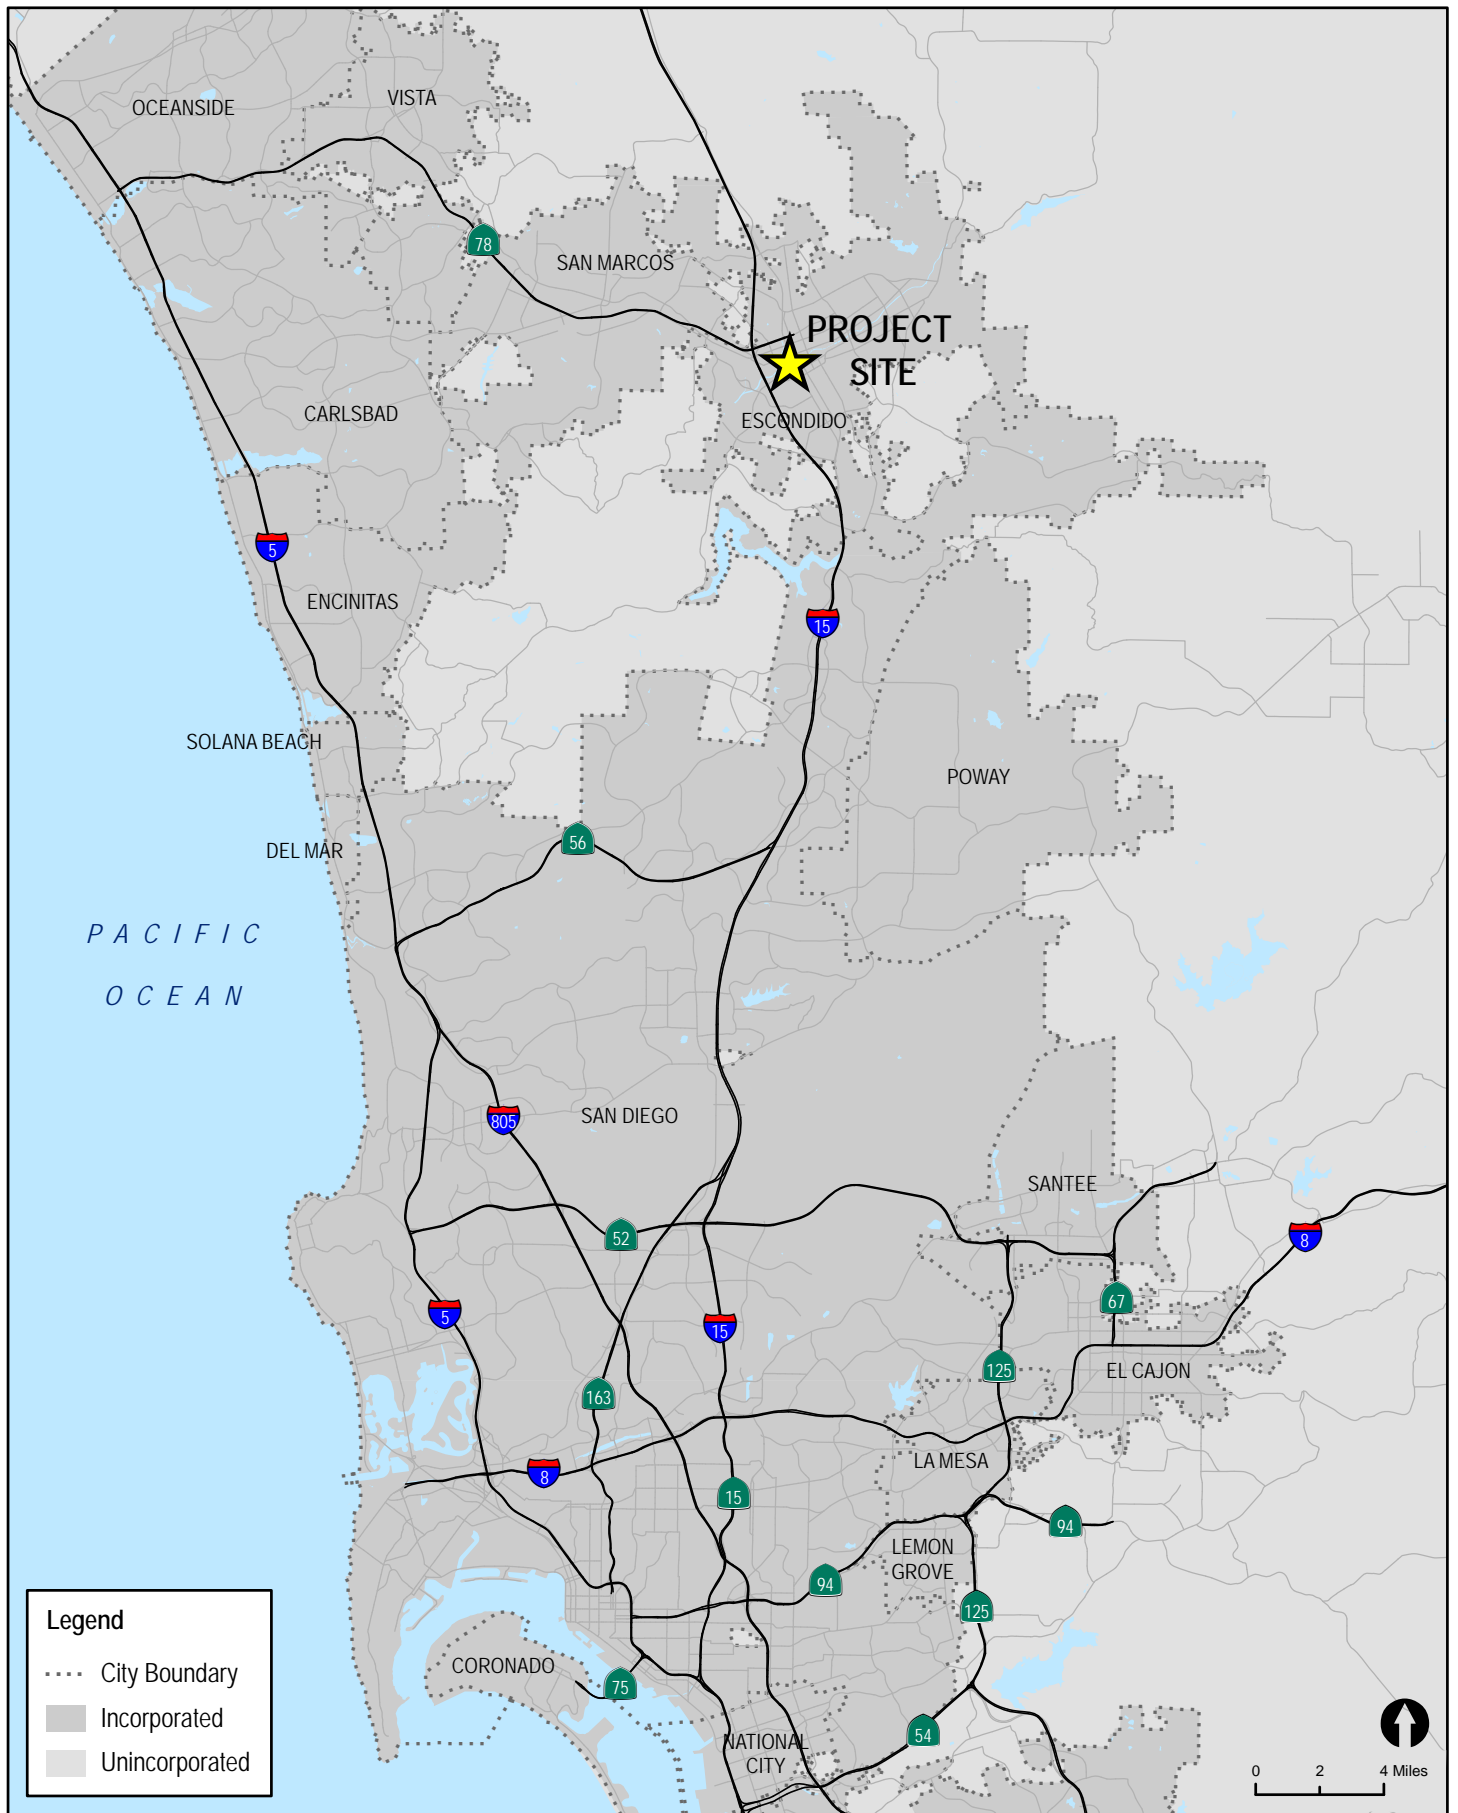 OCEANSIDE
VISTA
78
SAN MARCOS
PROJECT
SITE
CARLSBAD
ESCONDIDO
5
ENCINITAS
15
SOLANA BEACH
POWAY
56
DEL MAR
PACIFIC
OCEAN
805
SAN DIEGO
SANTEE
52
8
67
5
15
125
EL CAJON
163
LA MESA
8
15
94
LEMON
GROVE
94
125
CORONADO
75
54
NATIONAL
CITY
Legend
City Boundary
Incorporated
Unincorporated
0 2 4 Miles